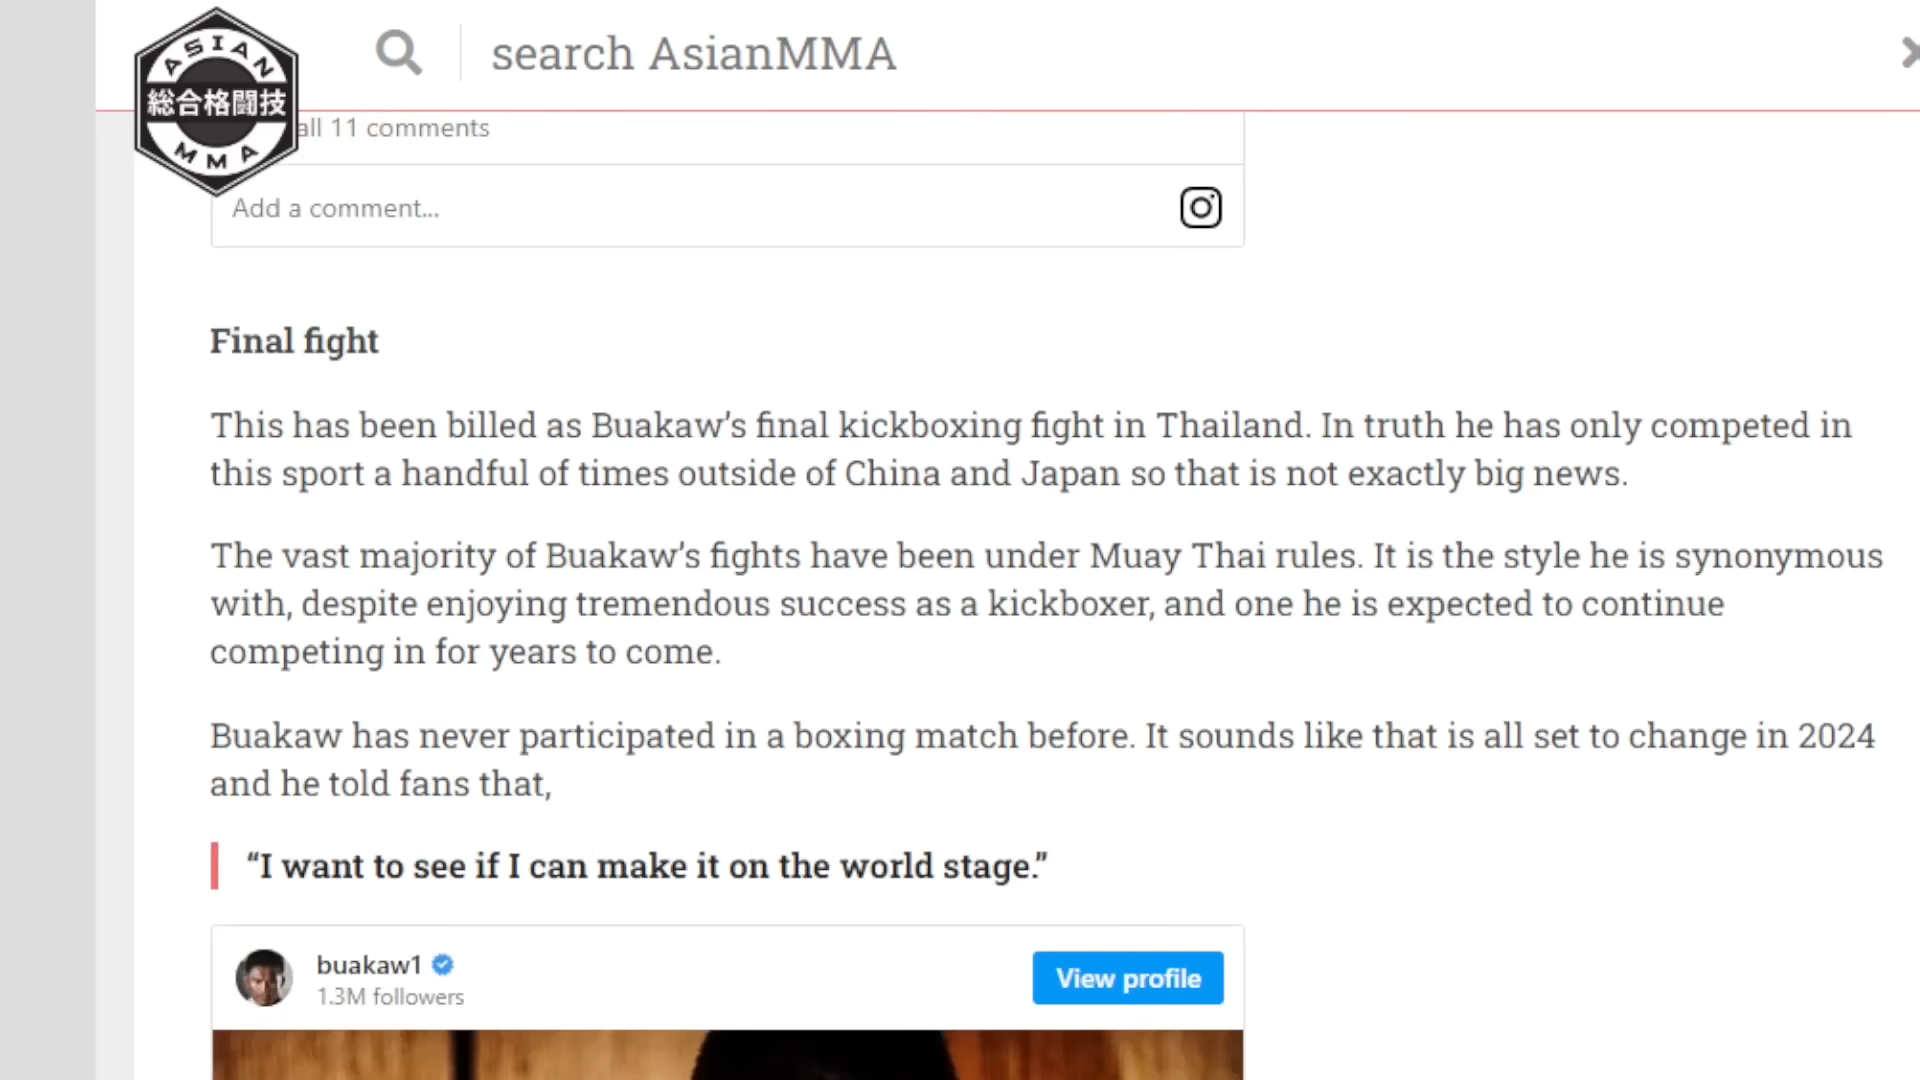 ASIAN
総合格闘技
MMA
search AsianMMA
all 11 comments
Add a comment...
Final fight
This has been billed as Buakaw’s final kickboxing fight in Thailand. In truth he has only competed in
this sport a handful of times outside of China and Japan so that is not exactly big news.
The vast majority of Buakaw’s fights have been under Muay Thai rules. It is the style he is synonymous
with, despite enjoying tremendous success as a kickboxer, and one he is expected to continue
competing in for years to come.
Buakaw has never participated in a boxing match before. It sounds like that is all set to change in 2024
and he told fans that,
“I want to see if I can make it on the world stage.”
buakaw1
View profile
1.3M followers